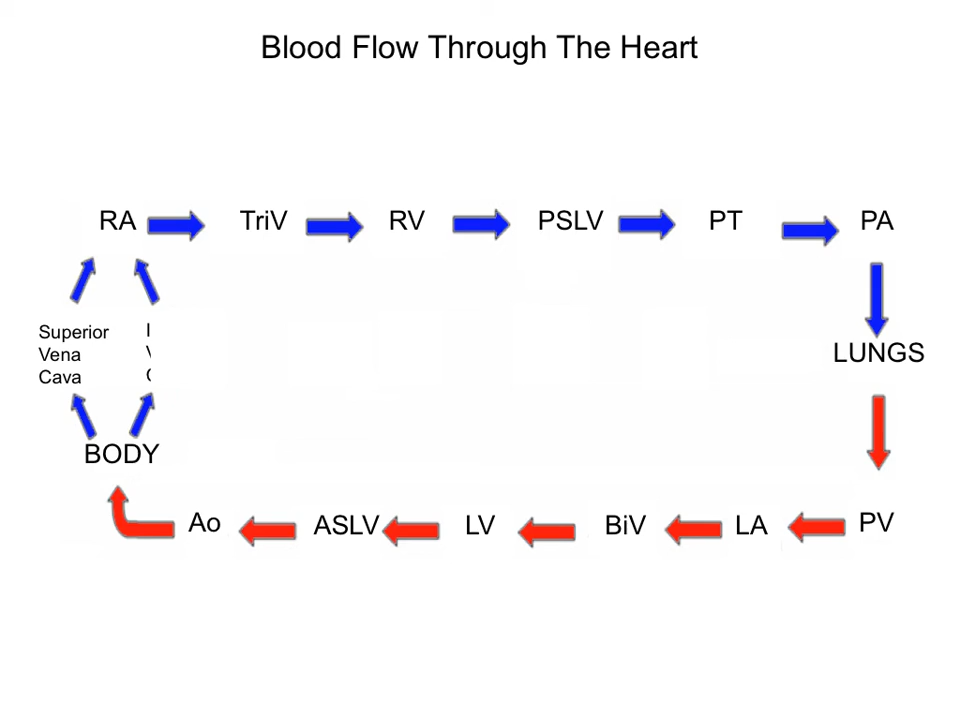 Blood Flow Through The Heart
RA TriV RV PSLV PT PA
Superior
Vena
Cava
I
LUNGS
BODY
Ao ASLV LV BiV LA PV